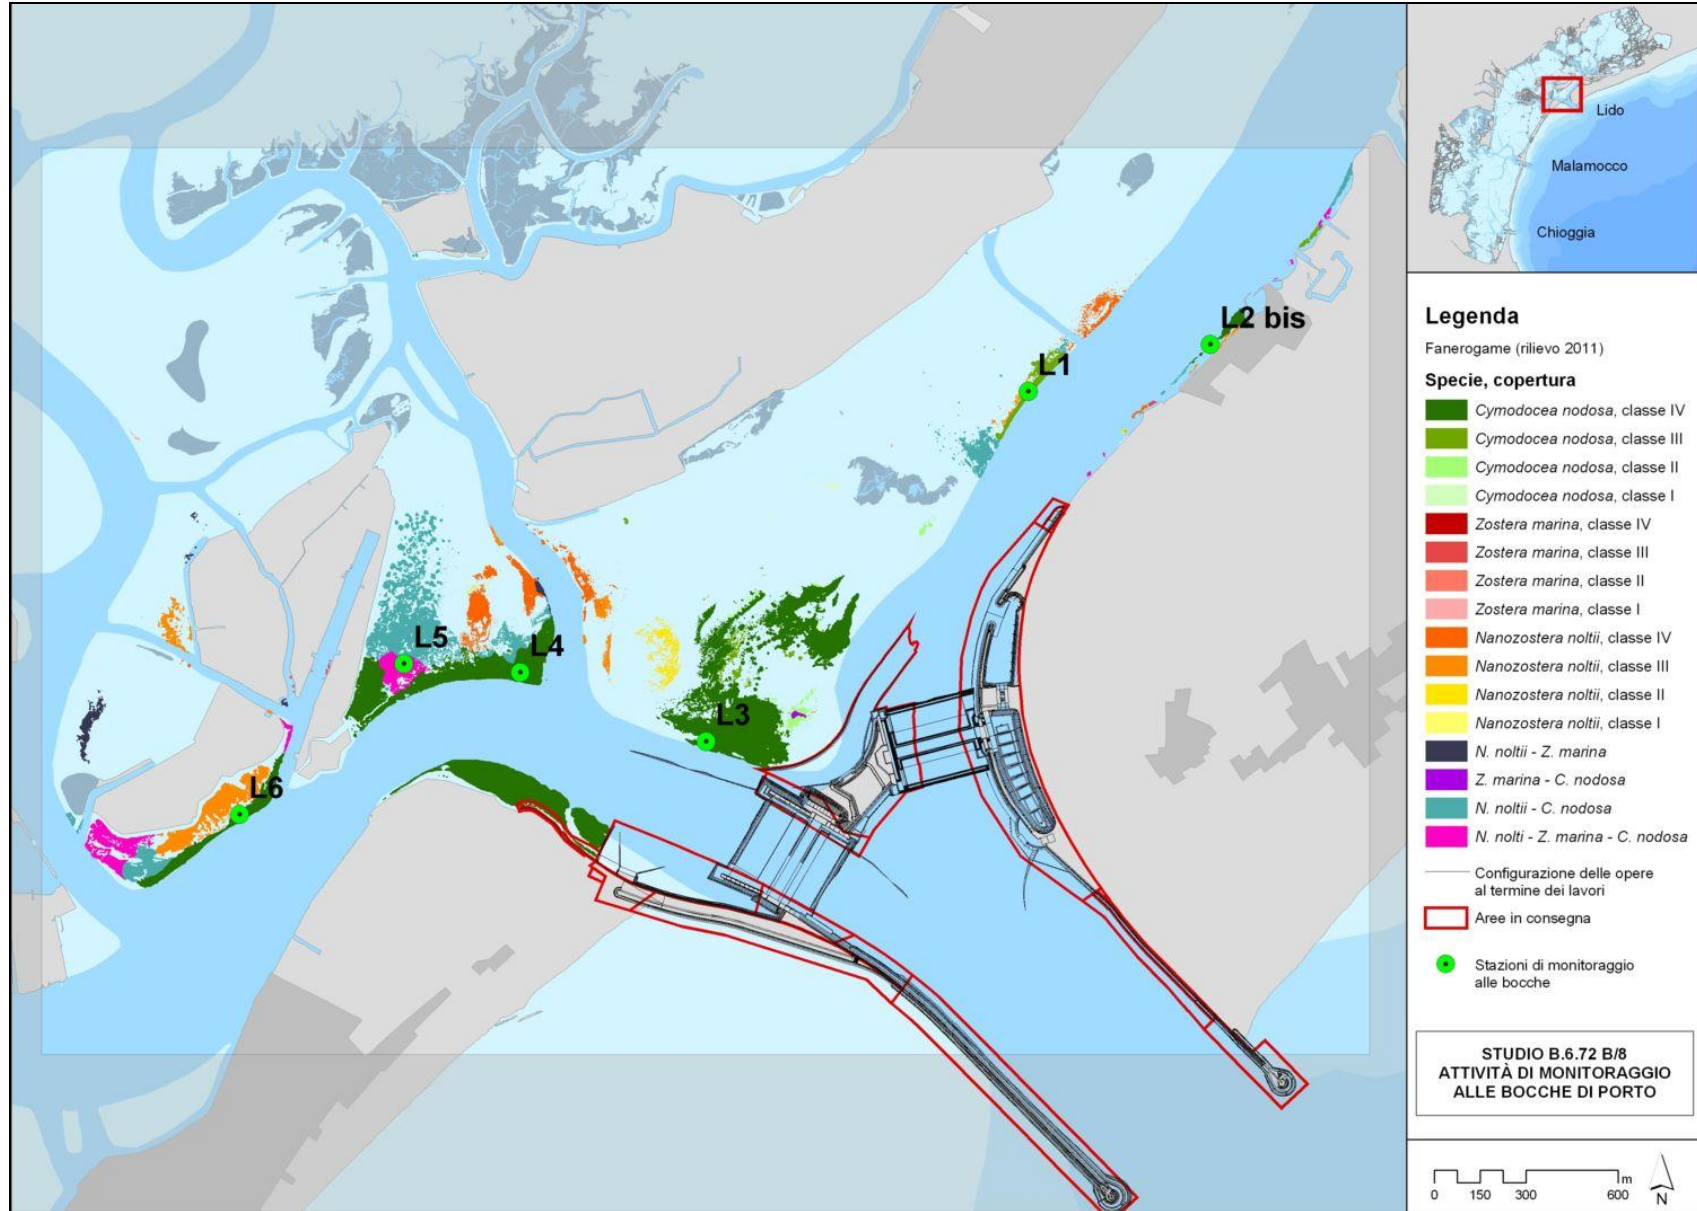 Lido
Malamocco
Chioggia
L2 bis
L1
L5
L4
L3
L6
Legenda
Fanerogame (rilievo 2011)
Specie, copertura
Cymodocea nodosa, classe IV
Cymodocea nodosa, classe III
Cymodocea nodosa, classe II
Cymodocea nodosa, classe I
Zostera marina, classe IV
Zostera marina, classe III
Zostera marina, classe II
Zostera marina, classe I
Nanozostera noltii, classe IV
Nanozostera noltii, classe III
Nanozostera noltii, classe II
Nanozostera noltii, classe I
N. noltii - Z. marina
Z. marina - C. nodosa
N. noltii - C. nodosa
N. nolti - Z. marina - C. nodosa
Configurazione delle opere
al termine dei lavori
Aree in consegna
Stazioni di monitoraggio
alle bocche
STUDIO B.6.72 B/8
ATTIVITÀ DI MONITORAGGIO
ALLE BOCCHE DI PORTO
m
0 150 300 600
N